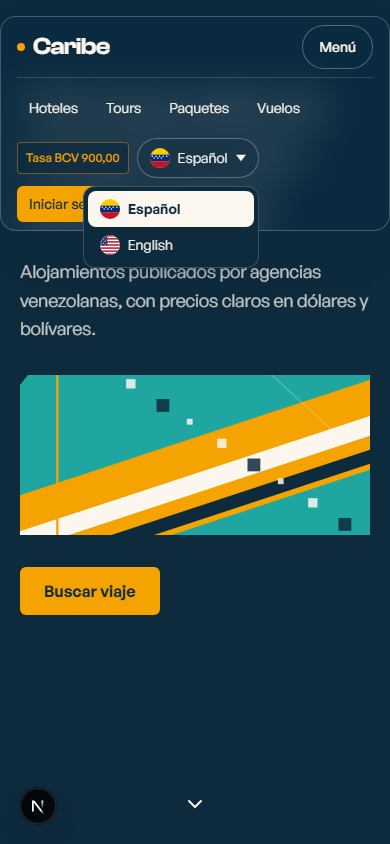 Caribe
Menú
Hoteles Tours Paquetes Vuelos
Tasa BCV 900,00
Español
Iniciar se
Español
English
Alojamientos publicados por agencias
venezolanas, con precios claros en dólares y
bolívares.
Buscar viaje
N